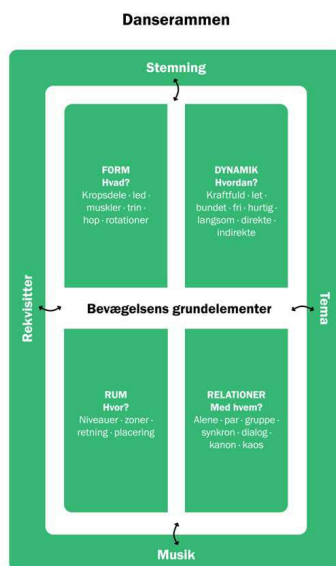 Danserammen
Stemning
FORM
Hvad?
Kropsdele · led ·
muskler · trin ·
hop · rotationer
DYNAMIK
Hvordan?
Kraftfuld · let ·
bundet · fri · hurtig ·
langsom · direkte ·
indirekte
Rekvisitter
Bevægelsens grundelementer
Tema
RUM
Hvor?
Niveauer · zoner ·
retning · placering
RELATIONER
Med hvem?
Alene · par · gruppe ·
synkron · dialog ·
kanon · kaos
Musik